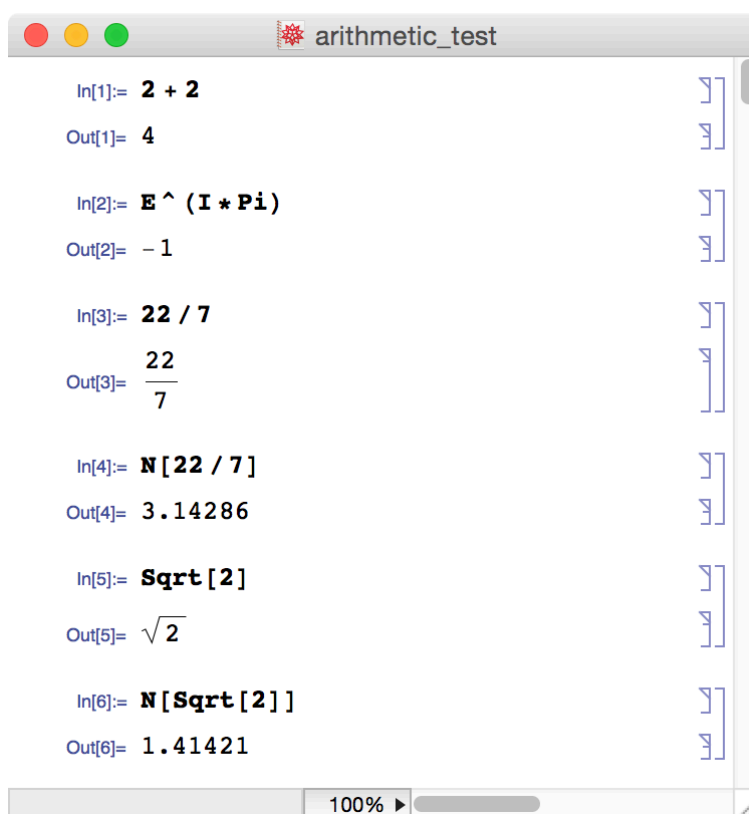 arithmetic_test
In[1]:= 2 + 2
Out[1]= 4
In[2]:= E ^ (I * Pi)
Out[2]= -1
In[3]:= 22 / 7
Out[3]= 22/7
In[4]:= N[22 / 7]
Out[4]= 3.14286
In[5]:= Sqrt[2]
Out[5]= √2
In[6]:= N[Sqrt[2]]
Out[6]= 1.41421
100%